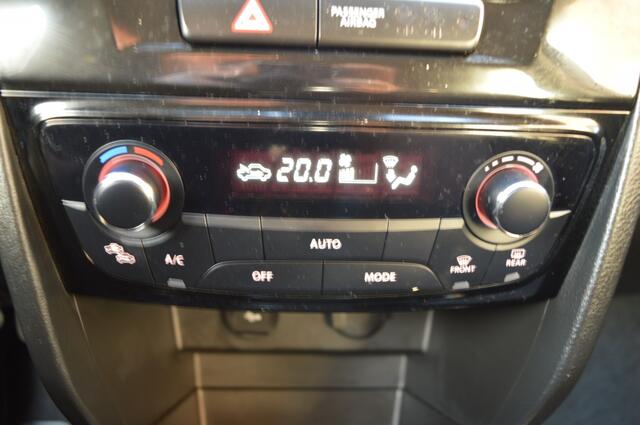 PASSENGER
AIRBAG
20.0
AUTO
A/C
OFF
MODE
FRONT
REAR